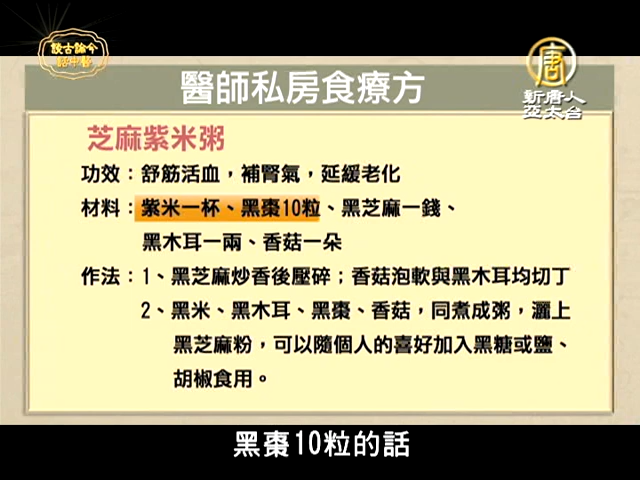 談古論今
話中醫
唐
新唐人
亞太台
醫師私房食療方
芝麻紫米粥
功效：舒筋活血，補腎氣，延緩老化
材料：紫米一杯、黑棗10粒、黑芝麻一錢、
黑木耳一兩、香菇一朵
作法：1、黑芝麻炒香後壓碎；香菇泡軟與黑木耳均切丁
2、黑米、黑木耳、黑棗、香菇，同煮成粥，灑上
黑芝麻粉，可以隨個人的喜好加入黑糖或鹽、
胡椒食用。
黑棗10粒的話